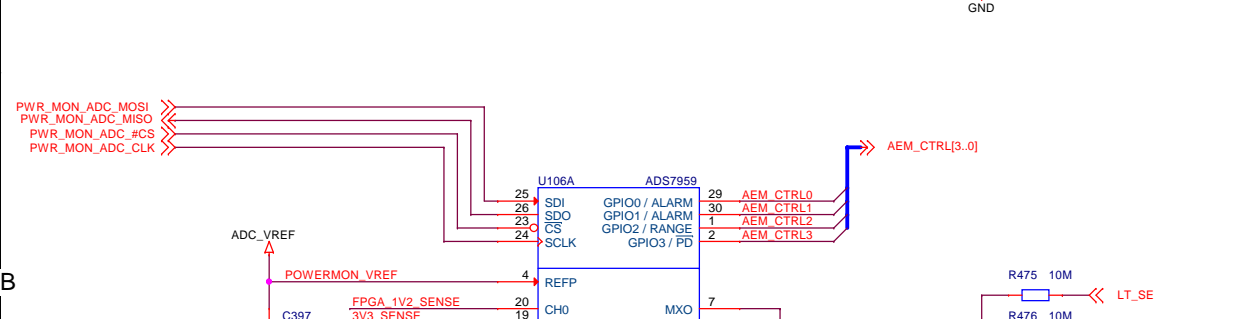 GND
PWR_MON_ADC_MOSI
PWR_MON_ADC_MISO
PWR_MON_ADC_#CS
PWR_MON_ADC_CLK
AEM_CTRL[3..0]
U106A ADS7959
25 SDI GPIO0 / ALARM 29 AEM_CTRL0
26 SDO GPIO1 / ALARM 30 AEM_CTRL1
23 CS GPIO2 / RANGE 1 AEM_CTRL2
24 SCLK GPIO3 / PD 2 AEM_CTRL3
ADC_VREF
B
POWERMON_VREF 4 REFP
R475 10M
LT_SE
FPGA_1V2_SENSE 20 CH0 MXO 7
C397 3V3_SENSE 19
R476 10M